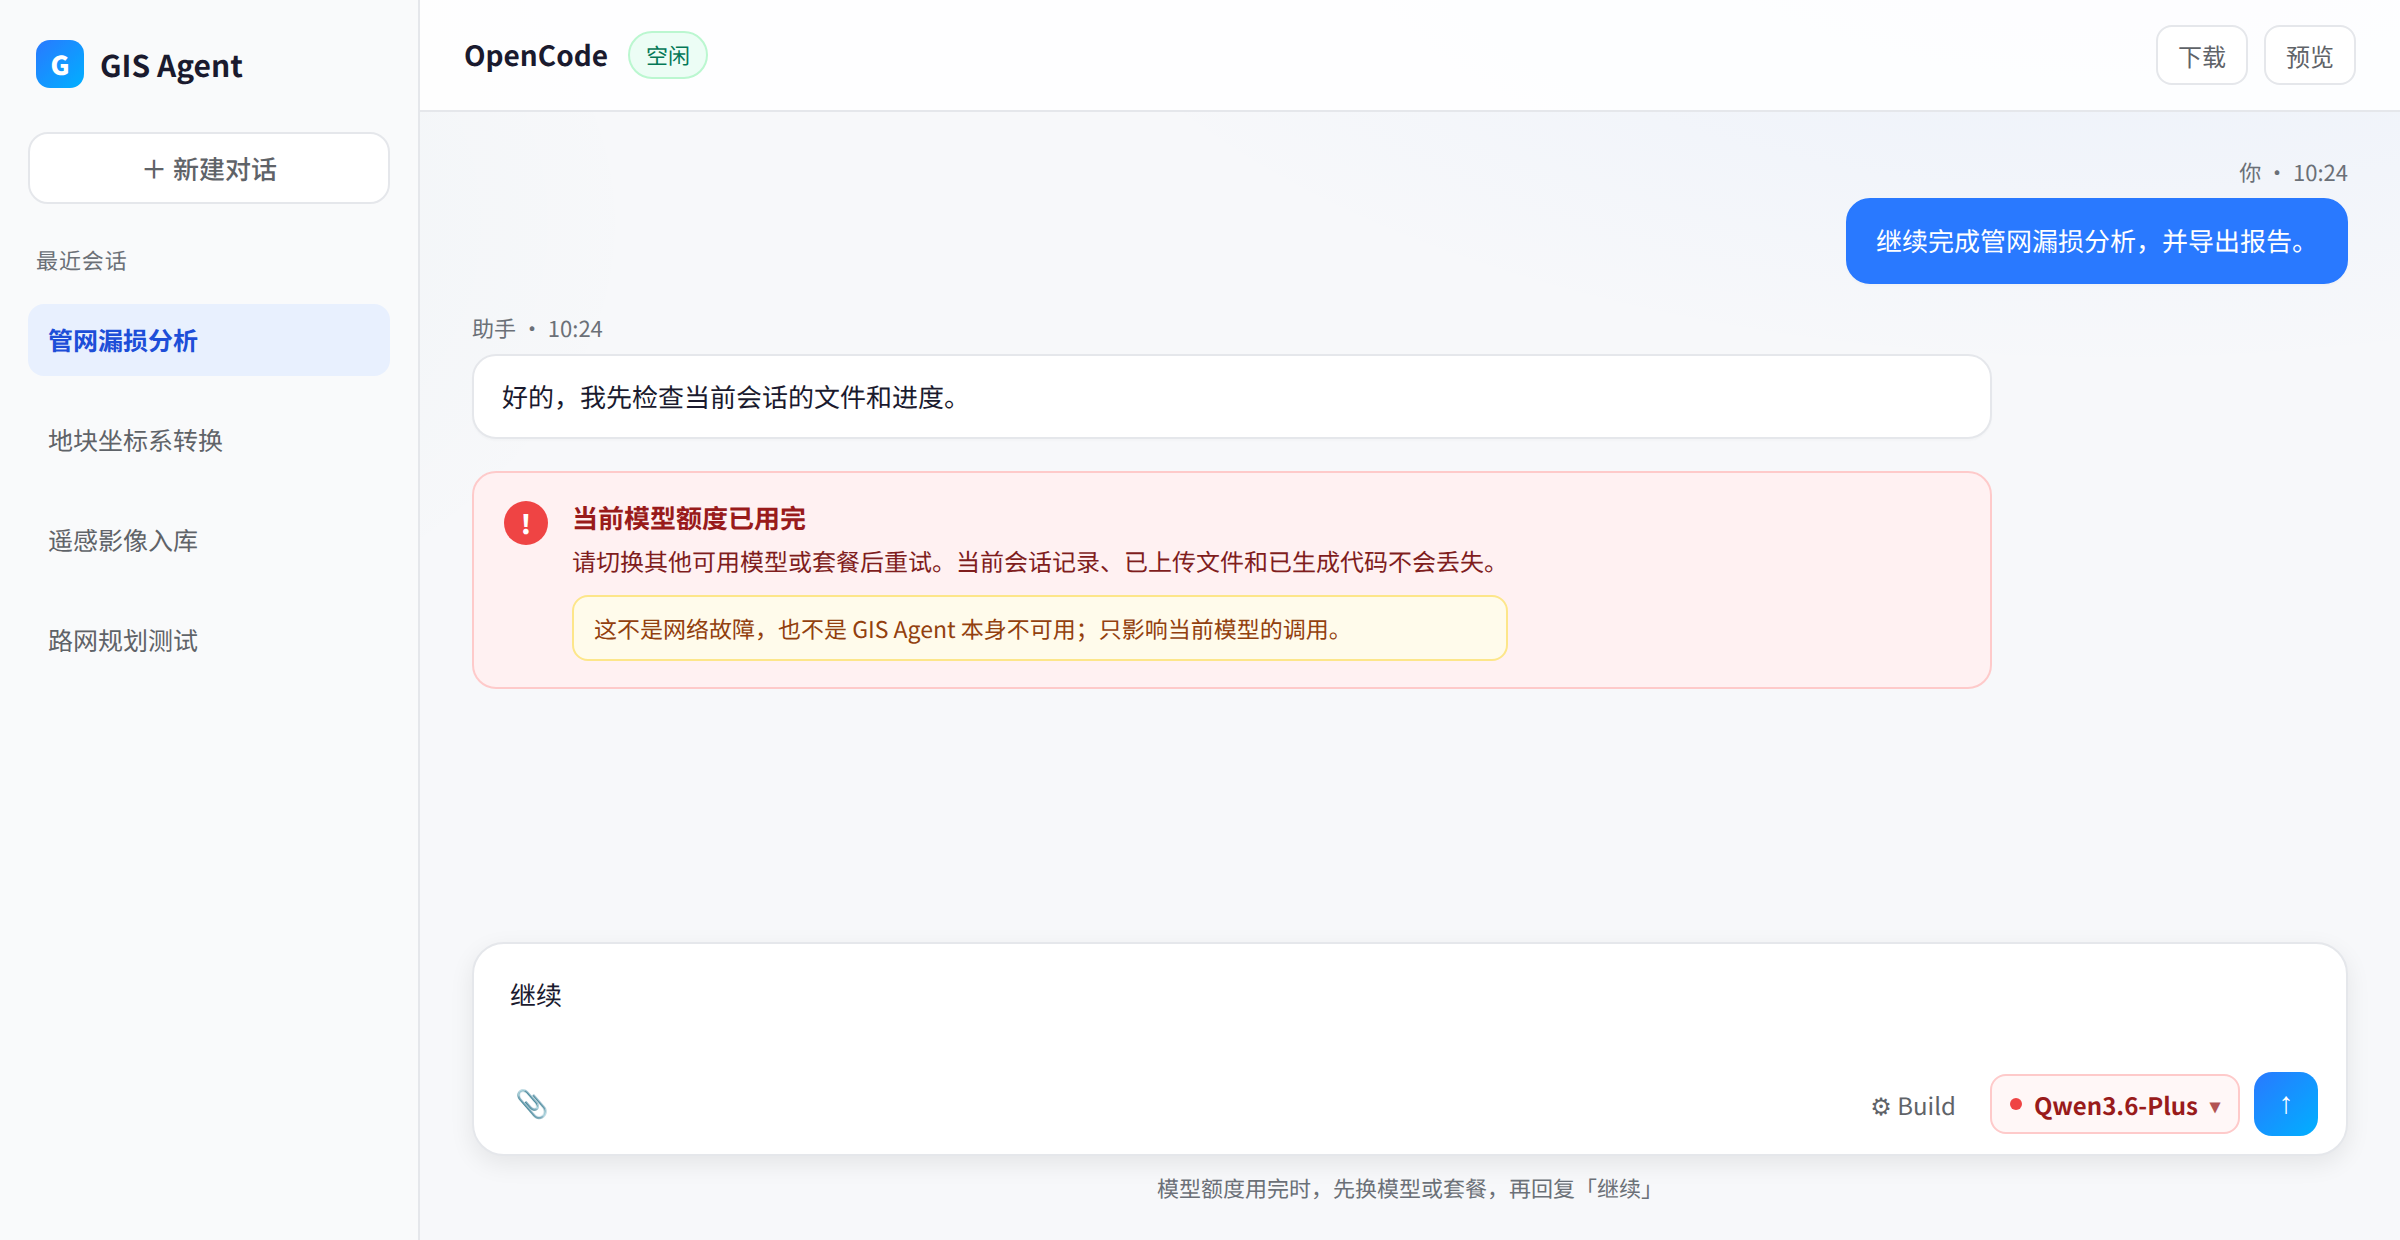 G GIS Agent
+ 新建对话
最近会话
管网漏损分析
地块坐标系转换
遥感影像入库
路网规划测试
OpenCode 空闲
下载 预览
你 • 10:24
继续完成管网漏损分析，并导出报告。
助手 • 10:24
好的，我先检查当前会话的文件和进度。
! 当前模型额度已用完
请切换其他可用模型或套餐后重试。当前会话记录、已上传文件和已生成代码不会丢失。
这不是网络故障，也不是 GIS Agent 本身不可用；只影响当前模型的调用。
继续
Build Qwen3.6-Plus ▾ ↑
模型额度用完时，先换模型或套餐，再回复「继续」